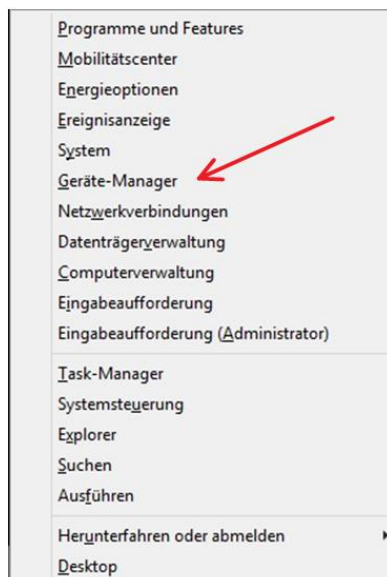 Programme und Features
Mobilitätscenter
Energieoptionen
Ereignisanzeige
System
Geräte-Manager
Netzwerkverbindungen
Datenträgerverwaltung
Computerverwaltung
Eingabeaufforderung
Eingabeaufforderung (Administrator)
Task-Manager
Systemsteuerung
Explorer
Suchen
Ausführen
Herunterfahren oder abmelden
Desktop